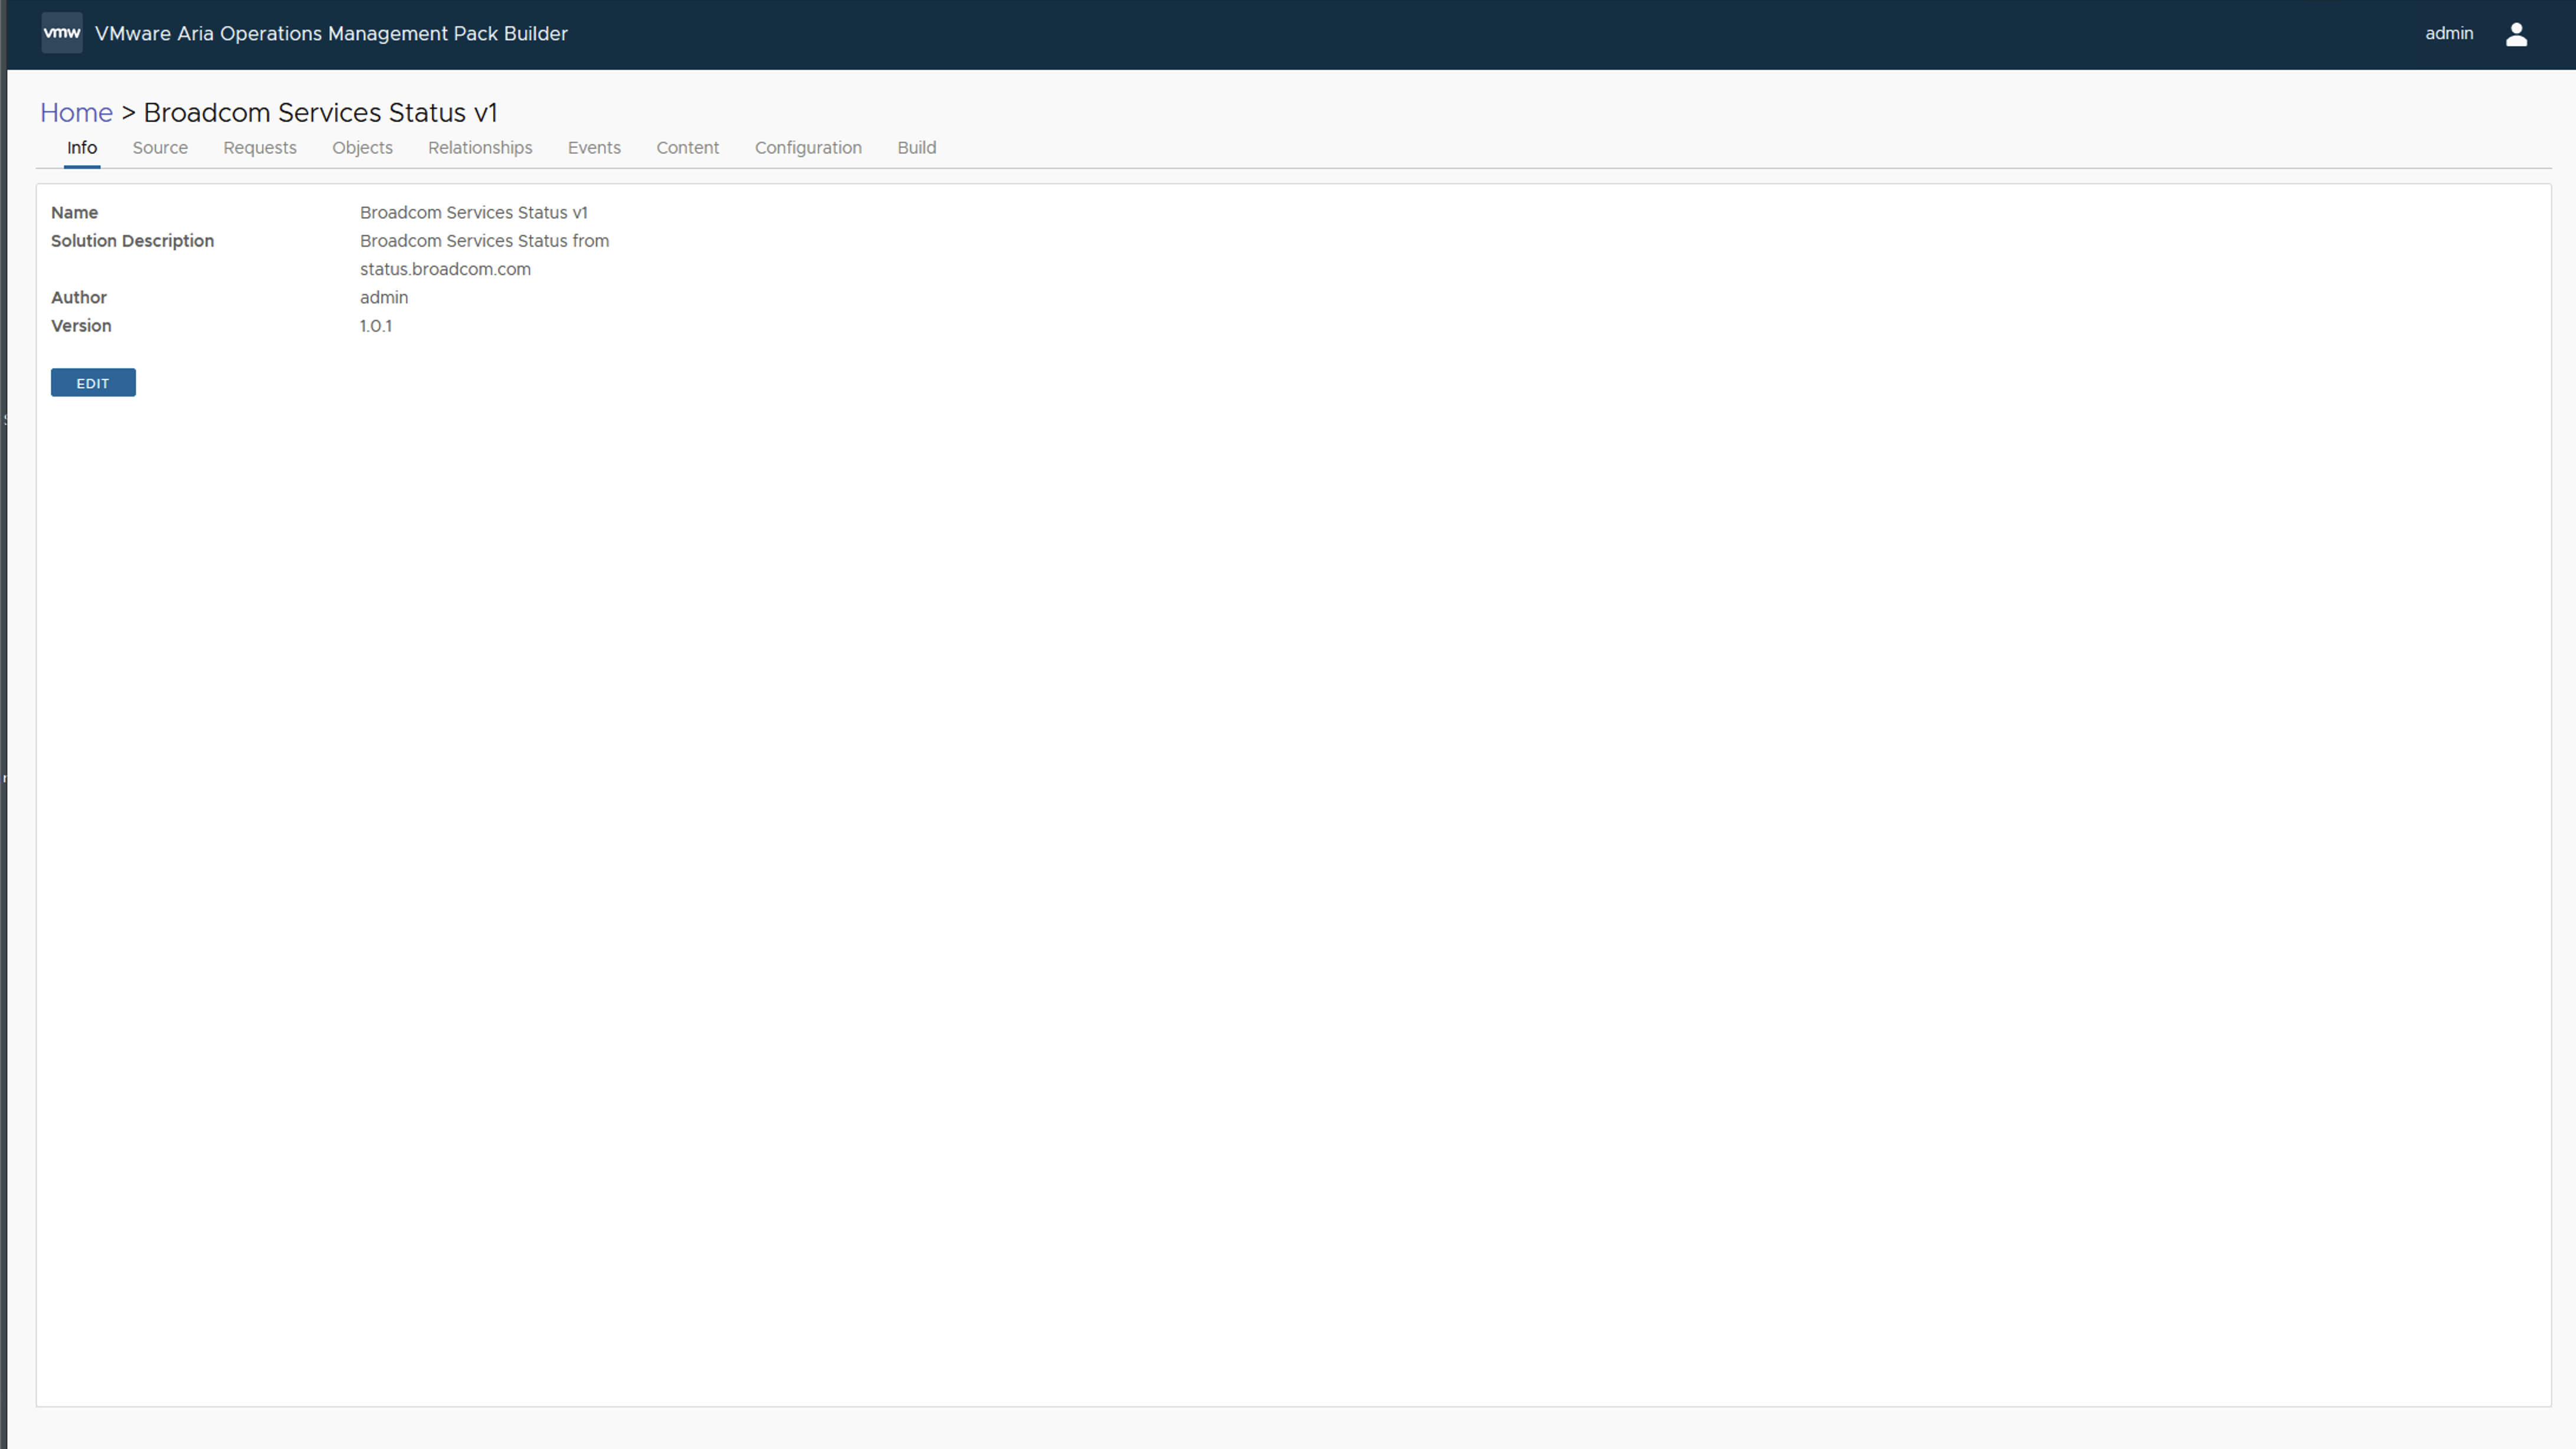 vmw VMware Aria Operations Management Pack Builder admin
Home > Broadcom Services Status v1
Info Source Requests Objects Relationships Events Content Configuration Build
Name Broadcom Services Status v1
Solution Description Broadcom Services Status from
status.broadcom.com
Author admin
Version 1.0.1
EDIT